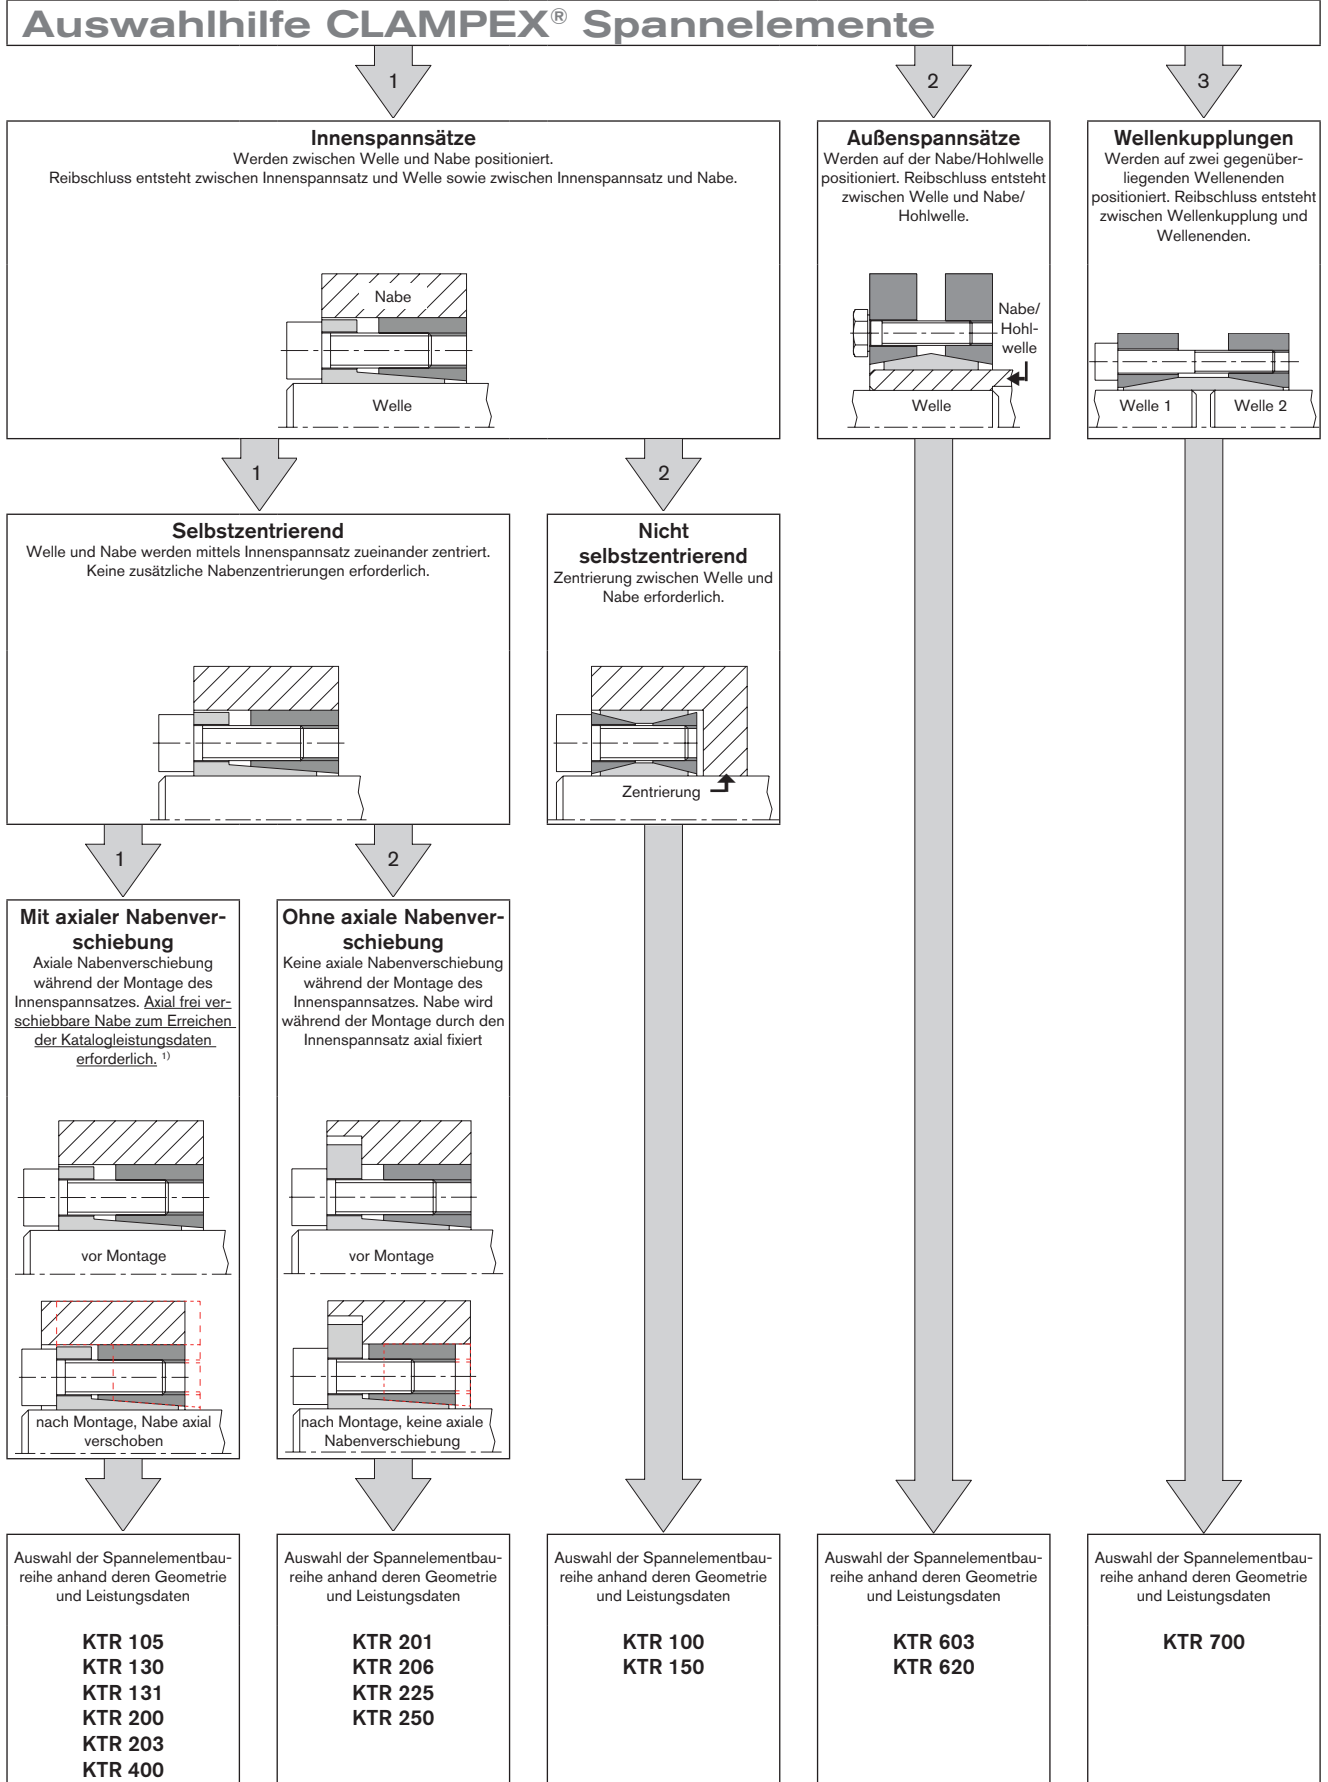 Auswahlhilfe CLAMPEX® Spannelemente
1
2
3
Innenspannsätze
Werden zwischen Welle und Nabe positioniert.
Reibschluss entsteht zwischen Innenspannsatz und Welle sowie zwischen Innenspannsatz und Nabe.
Nabe
Welle
Außenspannsätze
Werden auf der Nabe/Hohlwelle
positioniert. Reibschluss entsteht
zwischen Welle und Nabe/
Hohlwelle.
Nabe/
Hohl-
welle
Welle
Wellenkupplungen
Werden auf zwei gegenüber-
liegenden Wellenenden
positioniert. Reibschluss entsteht
zwischen Wellenkupplung und
Wellenenden.
Welle 1
Welle 2
1
2
Selbstzentrierend
Welle und Nabe werden mittels Innenspannsatz zueinander zentriert.
Keine zusätzliche Nabenzentrierungen erforderlich.
Nicht
selbstzentrierend
Zentrierung zwischen Welle und
Nabe erforderlich.
Zentrierung
1
2
Mit axialer Nabenver-
schiebung
Axiale Nabenverschiebung
während der Montage des
Innenspannsatzes. Axial frei ver-
schiebbare Nabe zum Erreichen
der Katalogleistungsdaten
erforderlich. 1)
vor Montage
nach Montage, Nabe axial
verschoben
Ohne axiale Nabenver-
schiebung
Keine axiale Nabenverschiebung
während der Montage des
Innenspannsatzes. Nabe wird
während der Montage durch den
Innenspannsatz axial fixiert
vor Montage
nach Montage, keine axiale
Nabenverschiebung
Auswahl der Spannelementbau-
reihe anhand deren Geometrie
und Leistungsdaten
KTR 105
KTR 130
KTR 131
KTR 200
KTR 203
KTR 400
Auswahl der Spannelementbau-
reihe anhand deren Geometrie
und Leistungsdaten
KTR 201
KTR 206
KTR 225
KTR 250
Auswahl der Spannelementbau-
reihe anhand deren Geometrie
und Leistungsdaten
KTR 100
KTR 150
Auswahl der Spannelementbau-
reihe anhand deren Geometrie
und Leistungsdaten
KTR 603
KTR 620
Auswahl der Spannelementbau-
reihe anhand deren Geometrie
und Leistungsdaten
KTR 700